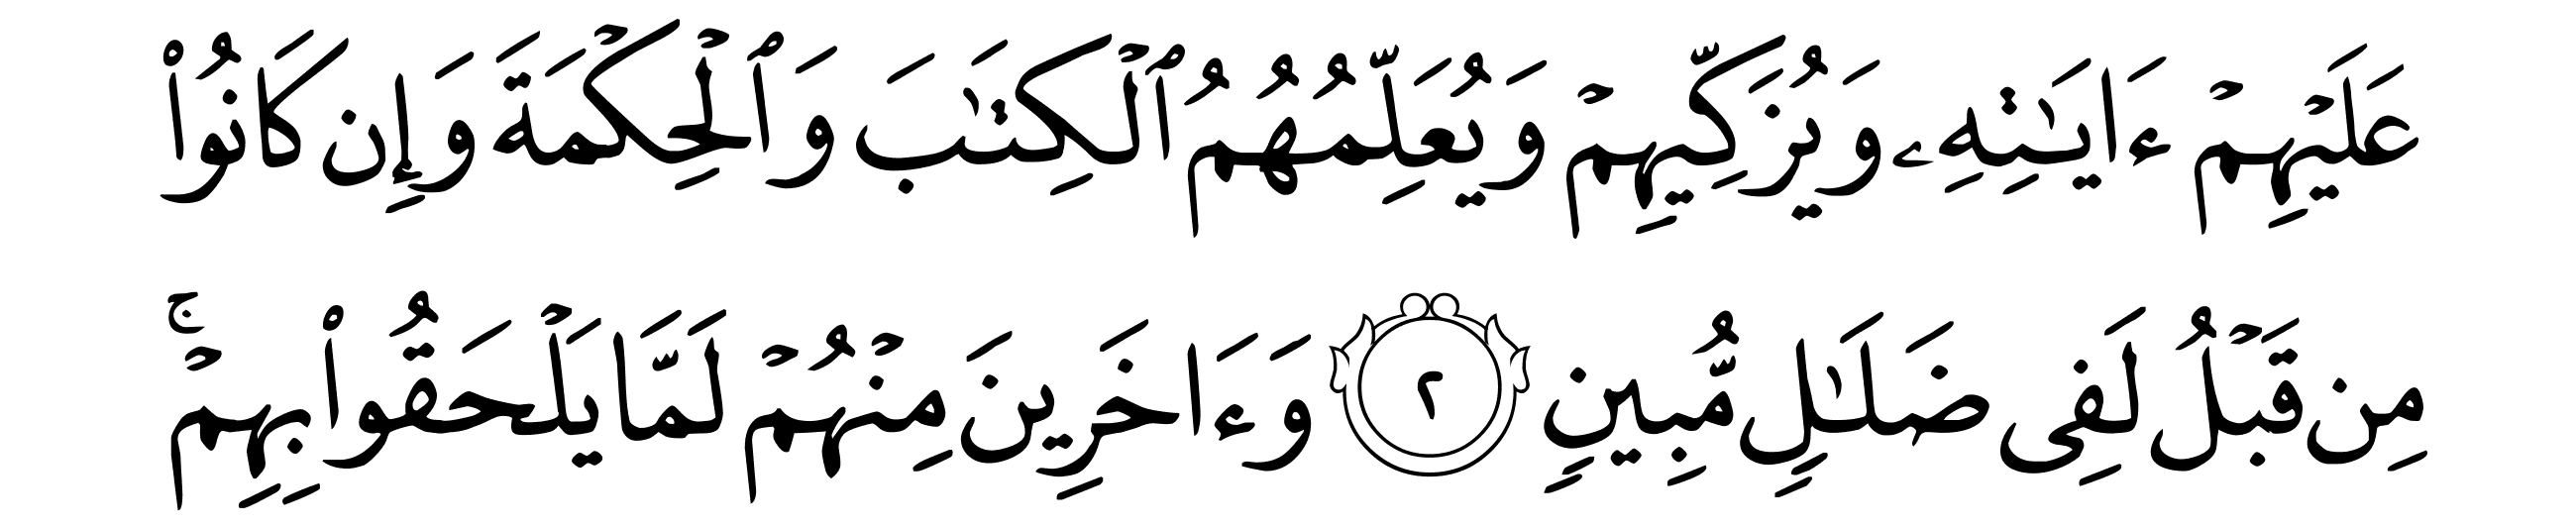 عَلَيْهِمْ ءَايَـٰتِهِۦ وَيُزَكِّيهِمْ وَيُعَلِّمُهُمُ ٱلْكِتَـٰبَ وَٱلْحِكْمَةَ وَإِن كَانُوا۟
مِن قَبْلُ لَفِى ضَلَـٰلٍ مُّبِينٍ ٢ وَءَاخَرِينَ مِنْهُمْ لَمَّا يَلْحَقُوا۟ بِهِمْ ۚ